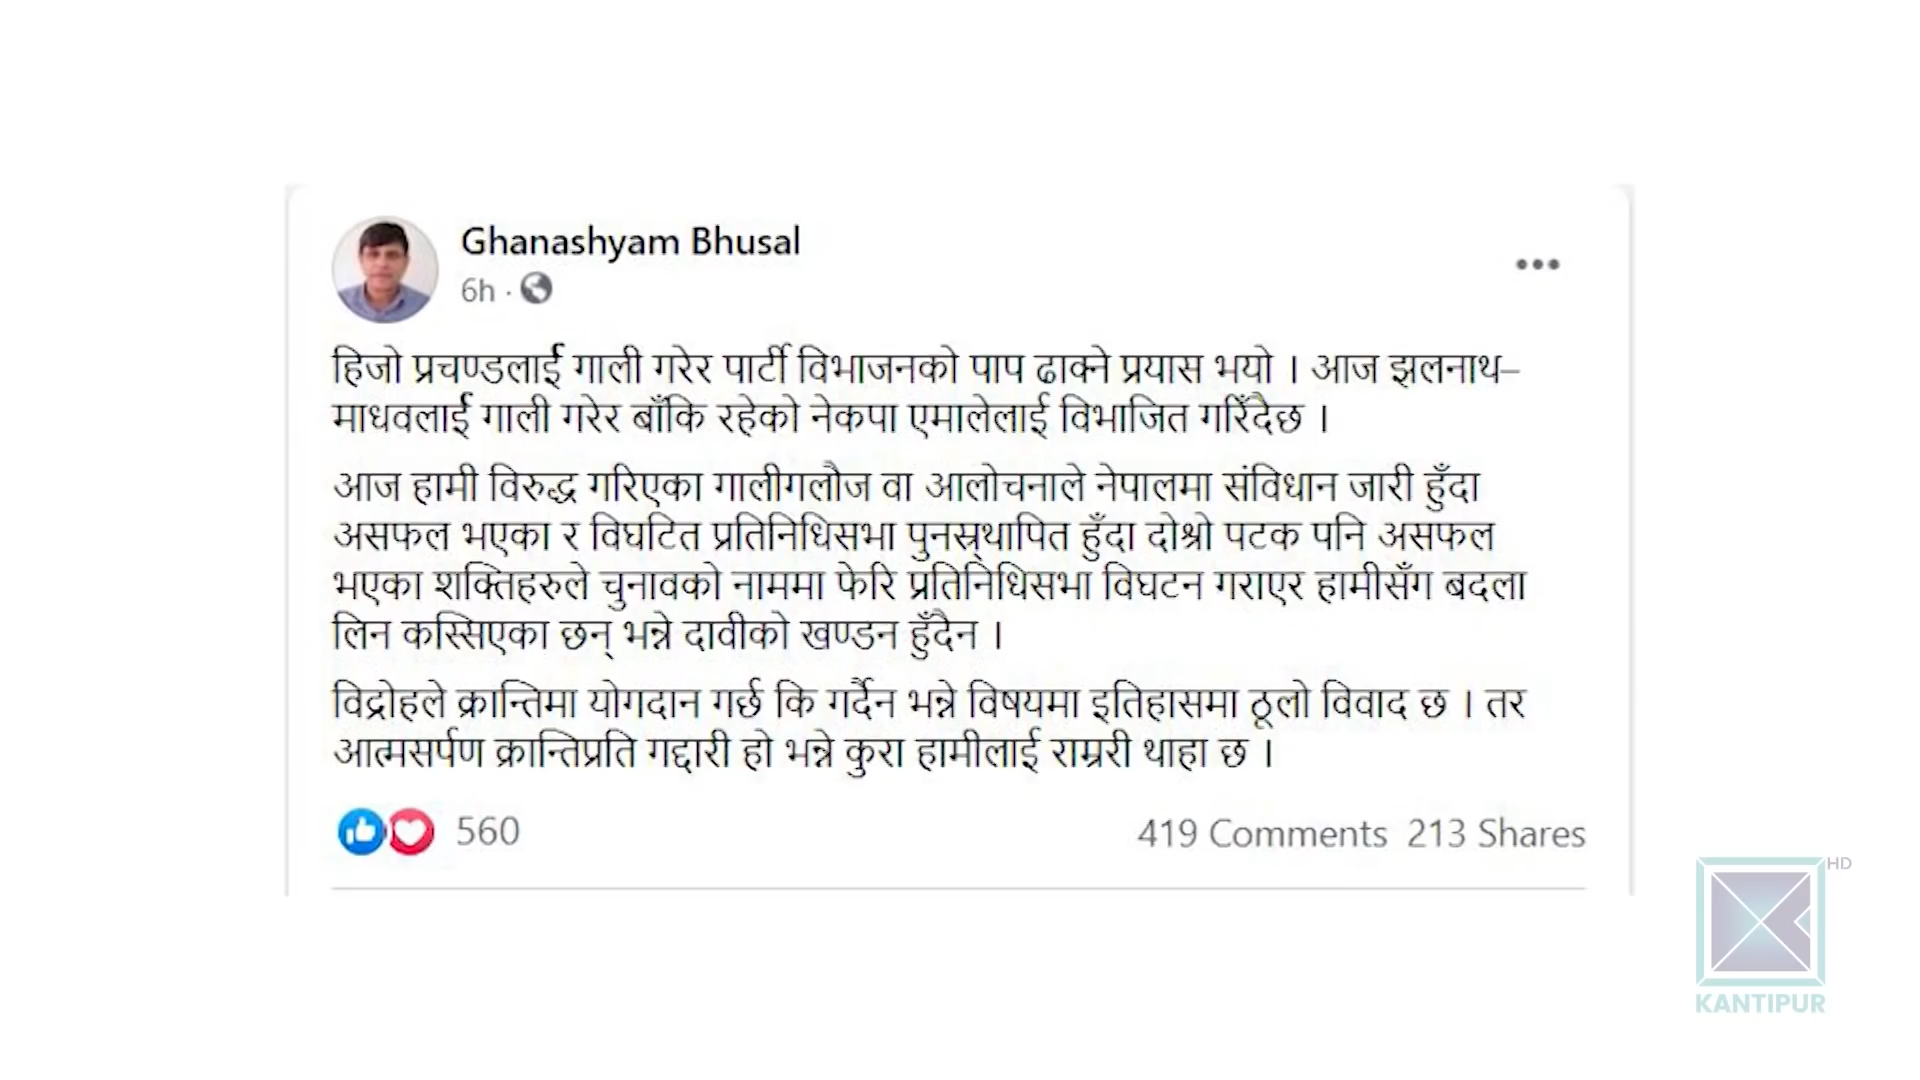 Ghanashyam Bhusal
6h ·
हिजो प्रचण्डलाई गाली गरेर पार्टी विभाजनको पाप ढाक्ने प्रयास भयो । आज झलनाथ–
माधवलाई गाली गरेर बाँकि रहेको नेकपा एमालेलाई विभाजित गरिँदैछ ।
आज हामी विरुद्ध गरिएका गालीगलौज वा आलोचनाले नेपालमा संविधान जारी हुँदा
असफल भएका र विघटित प्रतिनिधिसभा पुनस्र्थापित हुँदा दोश्रो पटक पनि असफल
भएका शक्तिहरुले चुनावको नाममा फेरि प्रतिनिधिसभा विघटन गराएर हामीसँग बदला
लिन कस्सिएका छन् भन्ने दावीको खण्डन हुँदैन ।
विद्रोहले क्रान्तिमा योगदान गर्छ कि गर्दैन भन्ने विषयमा इतिहासमा ठूलो विवाद छ । तर
आत्मसर्पण क्रान्तिप्रति गद्दारी हो भन्ने कुरा हामीलाई राम्ररी थाहा छ ।
560
419 Comments 213 Shares
HD
KANTIPUR